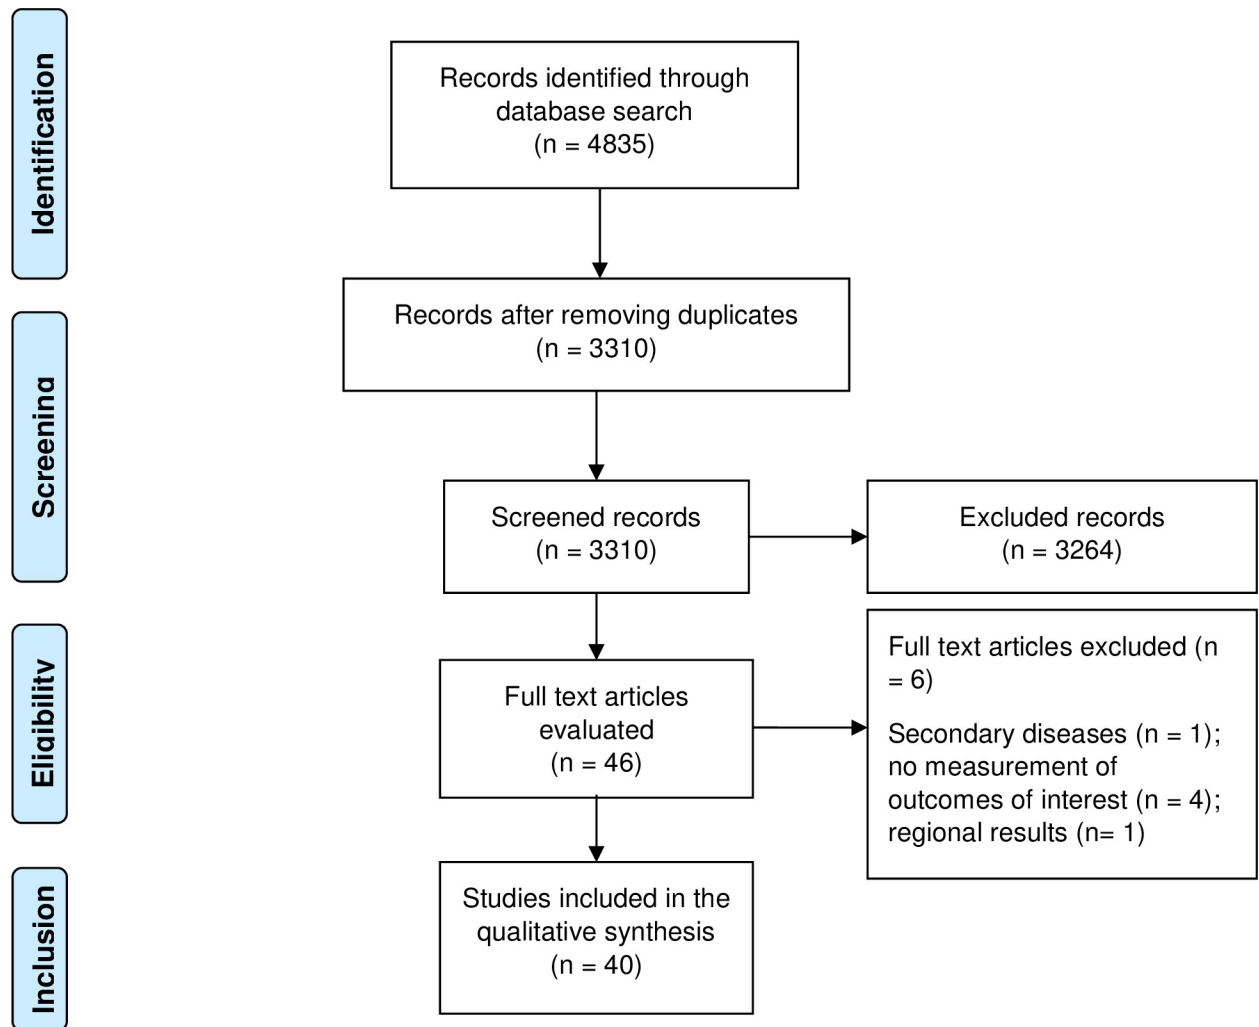 Identification
Records identified through
database search
(n = 4835)
Records after removing duplicates
(n = 3310)
Screening
Screened records
(n = 3310)
Excluded records
(n = 3264)
Eligibility
Full text articles
evaluated
(n = 46)
Full text articles excluded (n
= 6)
Secondary diseases (n = 1);
no measurement of
outcomes of interest (n = 4);
regional results (n= 1)
Inclusion
Studies included in the
qualitative synthesis
(n = 40)